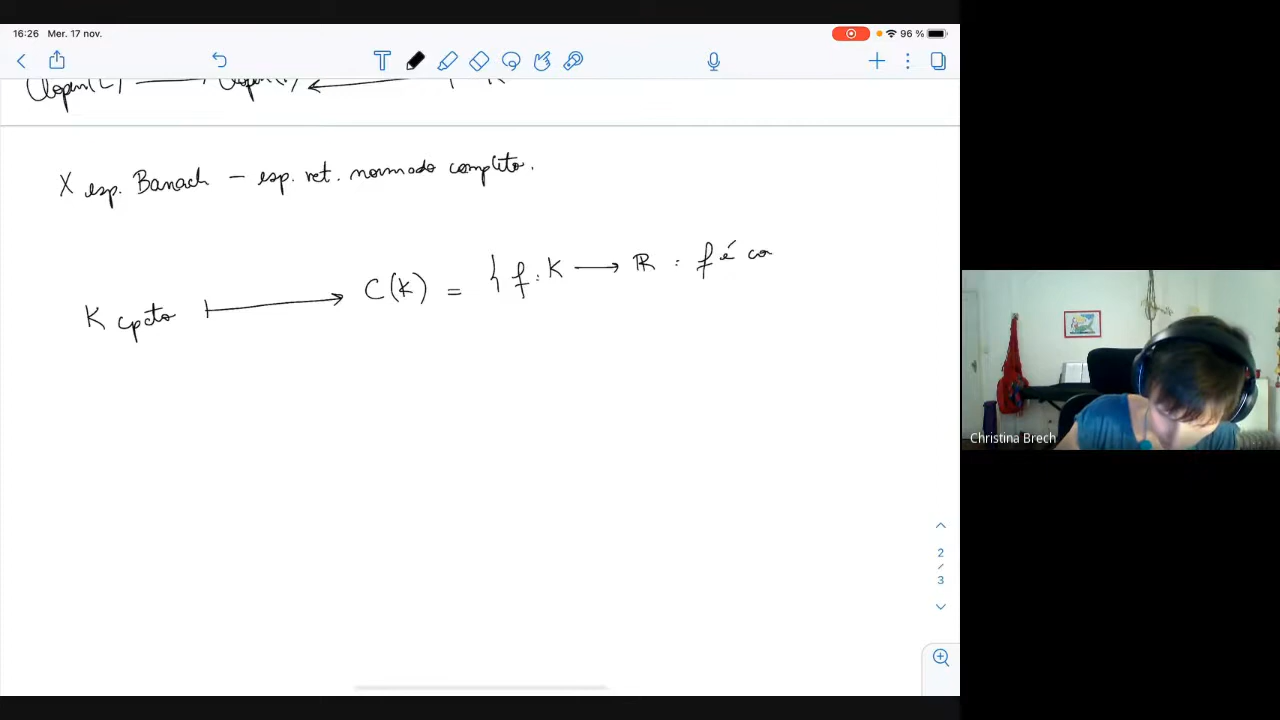 16:26 Mer. 17 nov.
96 %
X esp. Banach – esp. vet. normado completo.
K cpcto ⟼ C(K) = { f: K ⟶ ℝ : f é co
Christina Brech
2
/
3